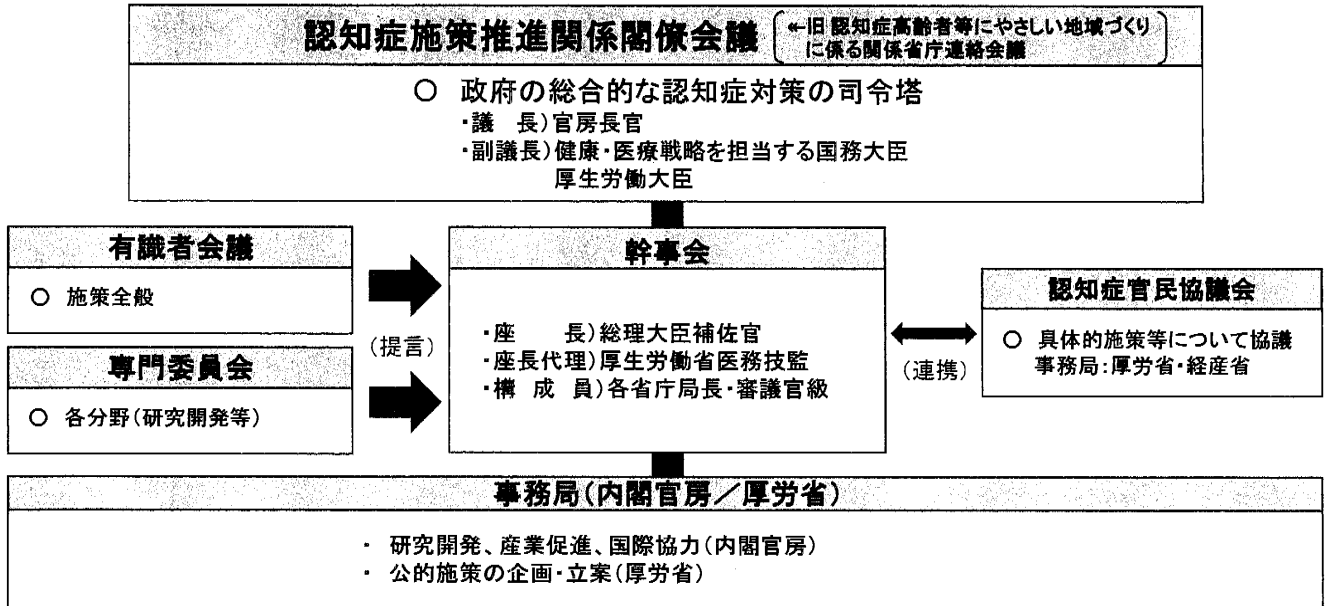 認知症施策推進関係閣僚会議
←旧 認知症高齢者等にやさしい地域づくり
に係る関係省庁連絡会議
○ 政府の総合的な認知症対策の司令塔
・議 長)官房長官
・副議長)健康・医療戦略を担当する国務大臣
厚生労働大臣
有識者会議
○ 施策全般
専門委員会
○ 各分野(研究開発等)
(提言)
幹事会
・座 長)総理大臣補佐官
・座長代理)厚生労働省医務技監
・構 成 員)各省庁局長・審議官級
(連携)
認知症官民協議会
○ 具体的施策等について協議
事務局:厚労省・経産省
事務局(内閣官房/厚労省)
・ 研究開発、産業促進、国際協力(内閣官房)
・ 公的施策の企画・立案(厚労省)